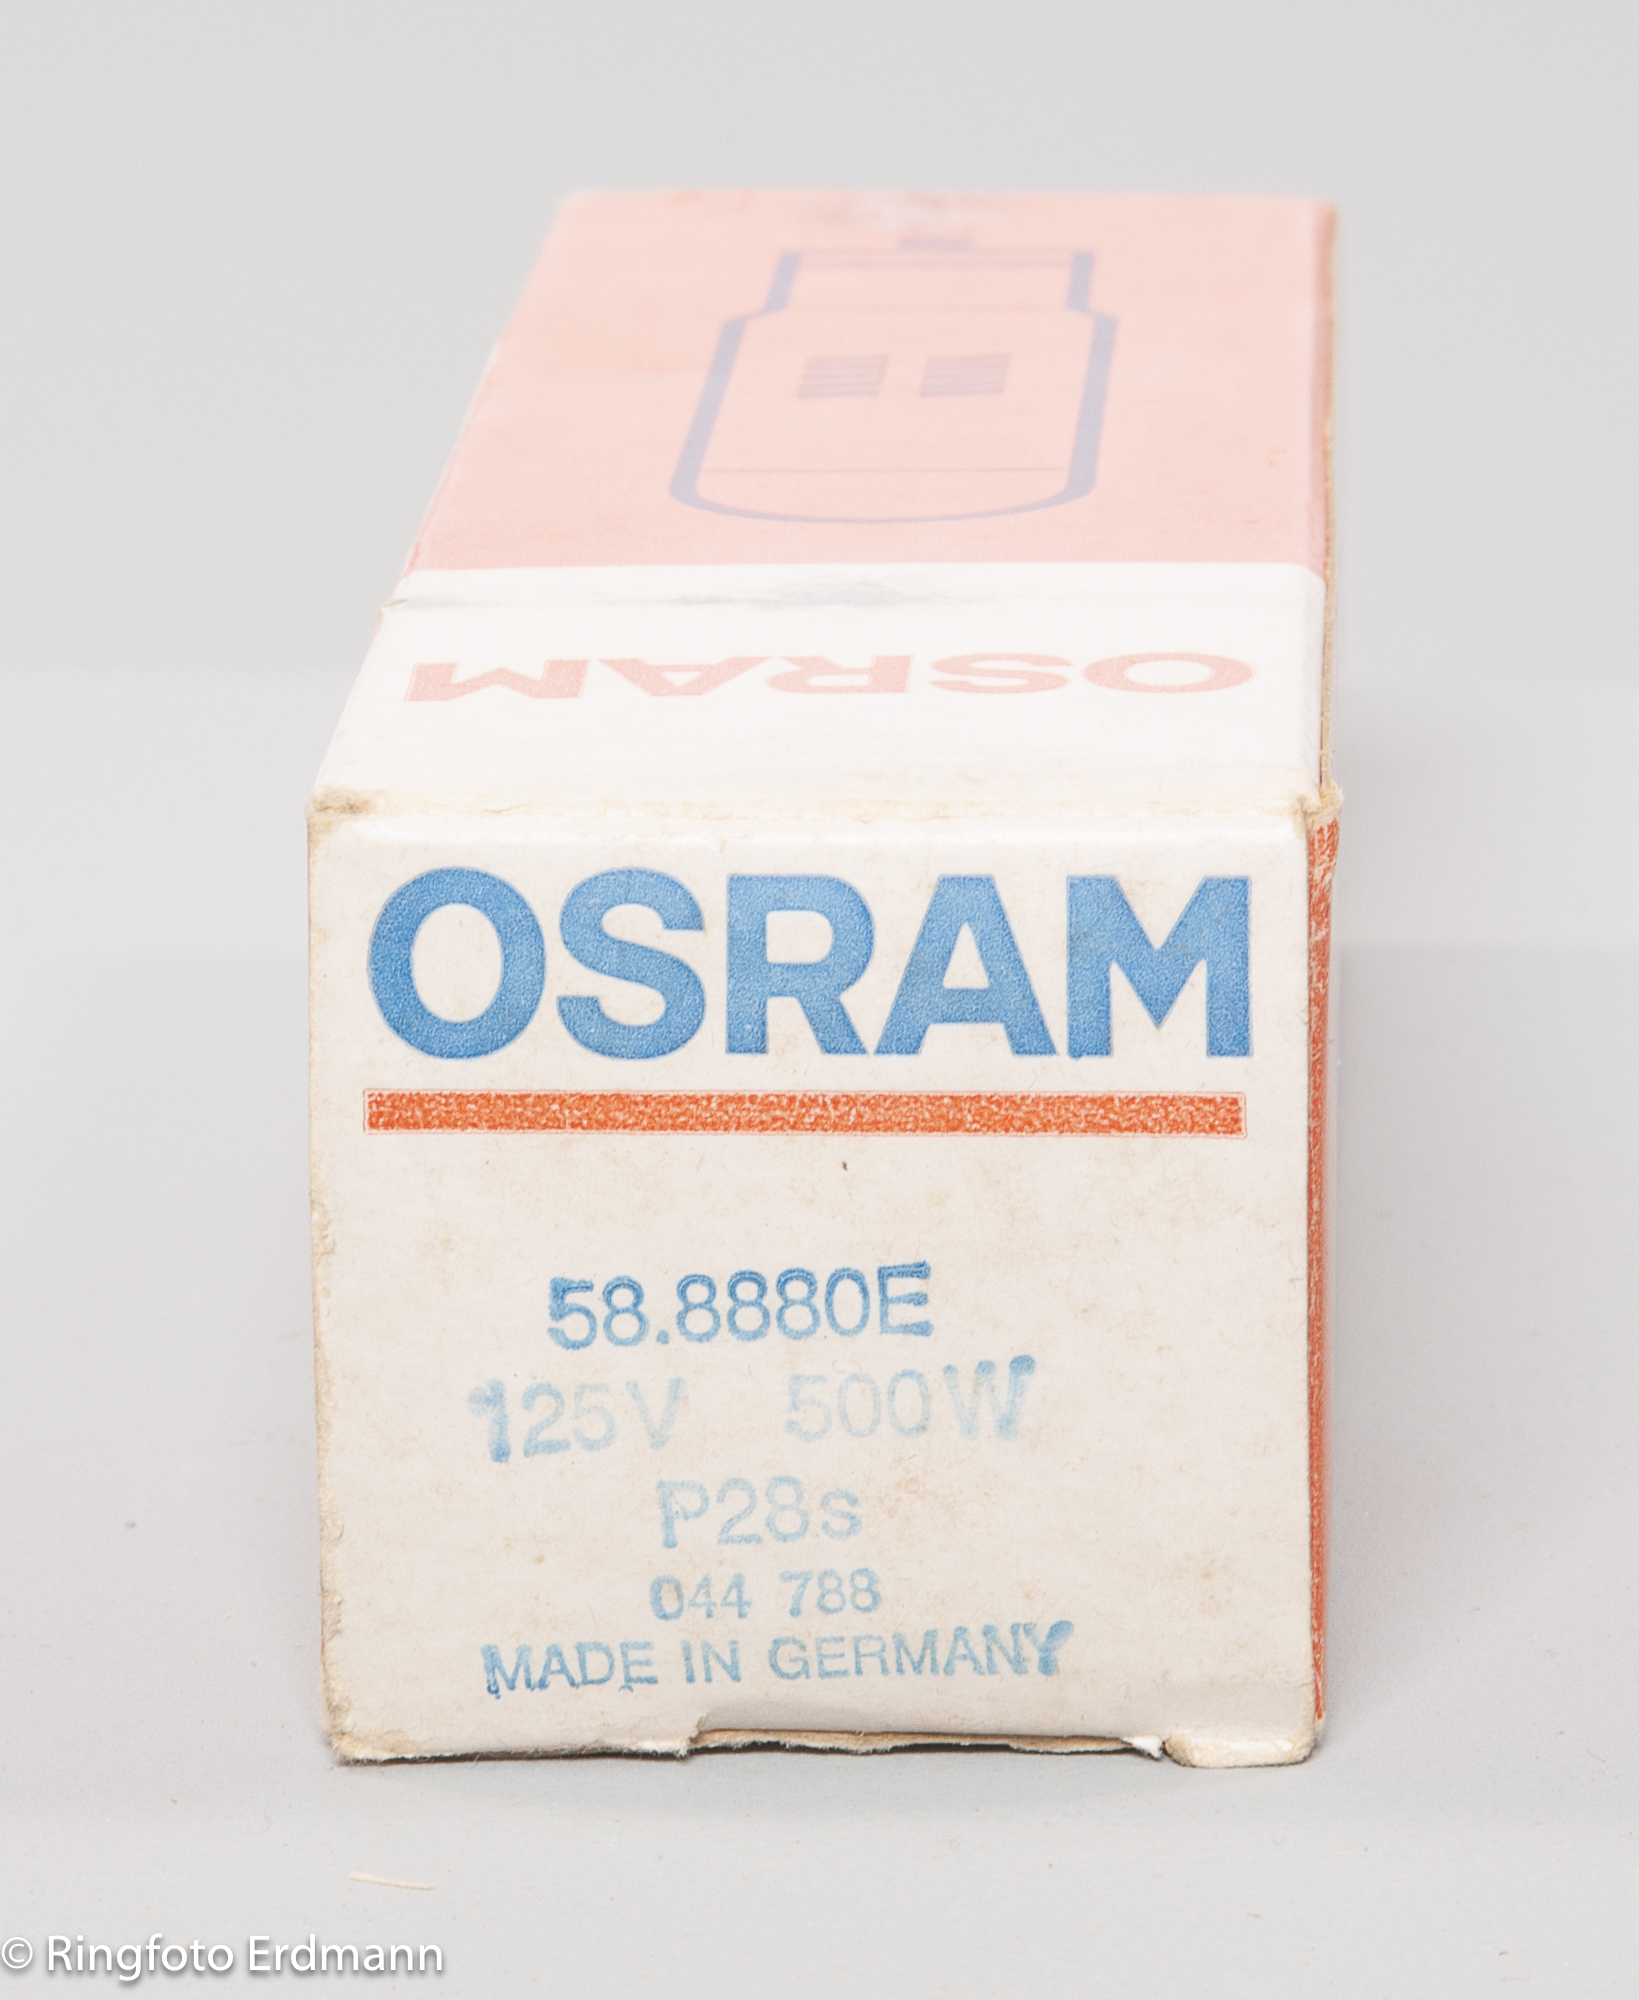 OSRAM
OSRAM
58.8880E
125V 500W
P28s
044 788
MADE IN GERMANY
© Ringfoto Erdmann